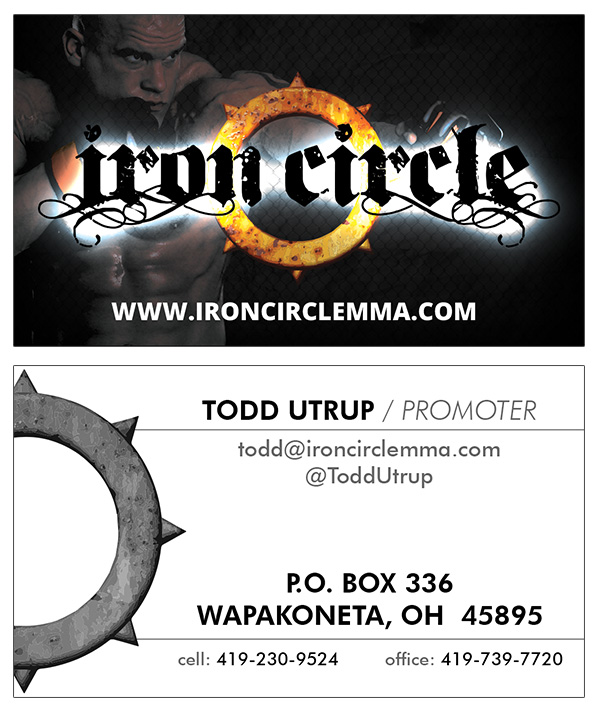 iron circle
WWW.IRONCIRCLEMMA.COM
TODD UTRUP / PROMOTER
todd@ironcirclemma.com
@ToddUtrup
P.O. BOX 336
WAPAKONETA, OH 45895
cell: 419-230-9524 office: 419-739-7720